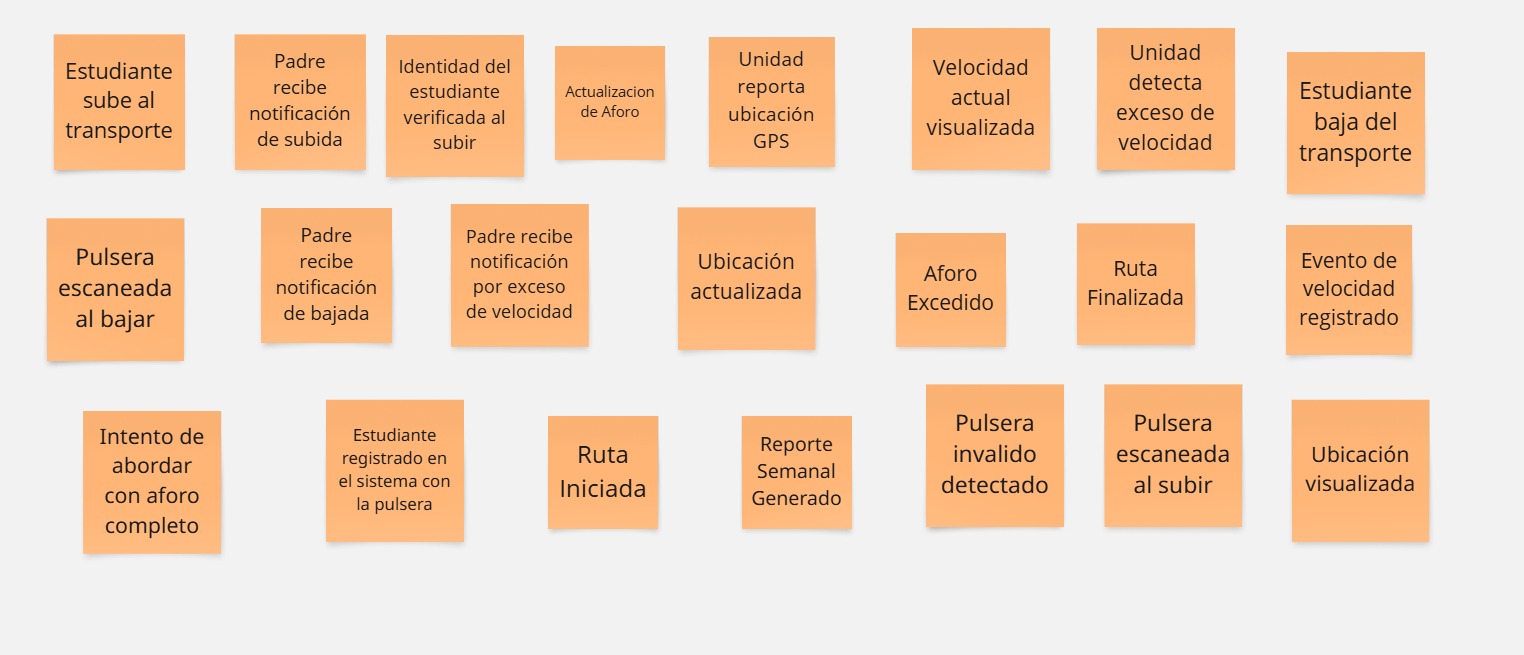 Estudiante
sube al
transporte
Padre
recibe
notificación
de subida
Identidad del
estudiante
verificada al
subir
Actualizacion
de Aforo
Unidad
reporta
ubicación
GPS
Velocidad
actual
visualizada
Unidad
detecta
exceso de
velocidad
Estudiante
baja del
transporte
Pulsera
escaneada
al bajar
Padre
recibe
notificación
de bajada
Padre recibe
notificación
por exceso
de velocidad
Ubicación
actualizada
Aforo
Excedido
Ruta
Finalizada
Evento de
velocidad
registrado
Intento de
abordar
con aforo
completo
Estudiante
registrado en
el sistema con
la pulsera
Ruta
Iniciada
Reporte
Semanal
Generado
Pulsera
invalido
detectado
Pulsera
escaneada
al subir
Ubicación
visualizada